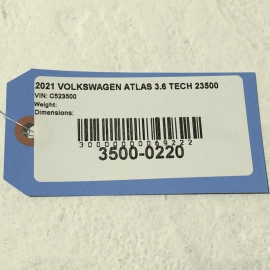 2021 VOLKSWAGEN ATLAS 3.6 TECH 23500
VIN: C523500
Weight:
Dimensions:
3000000069222
3500-0220